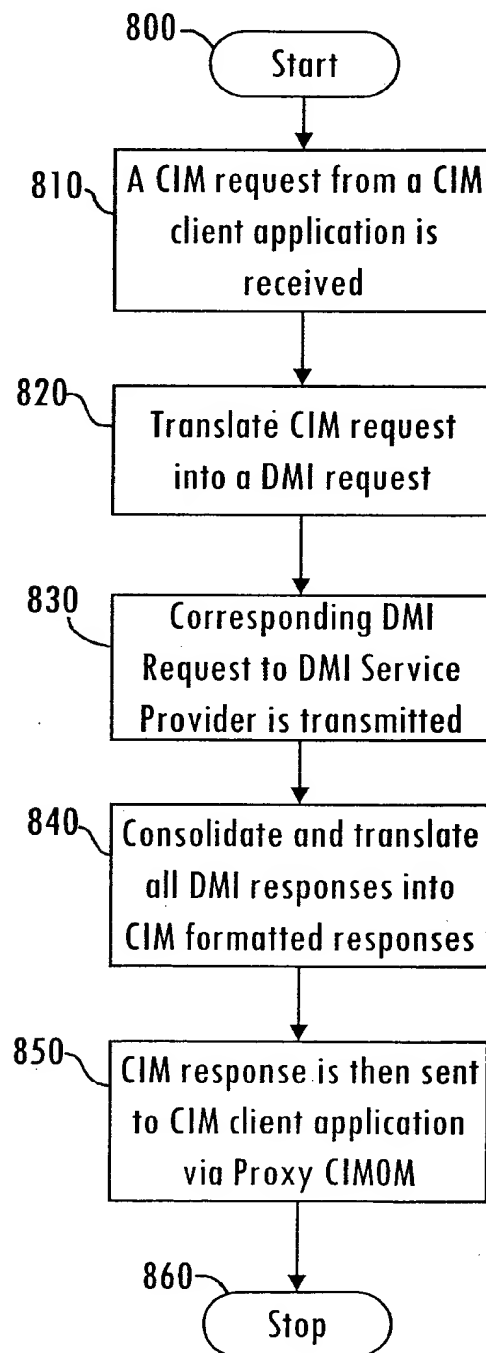 800
Start
810
A CIM request from a CIM
client application is
received
820
Translate CIM request
into a DMI request
830
Corresponding DMI
Request to DMI Service
Provider is transmitted
840
Consolidate and translate
all DMI responses into
CIM formatted responses
850
CIM response is then sent
to CIM client application
via Proxy CIMOM
860
Stop